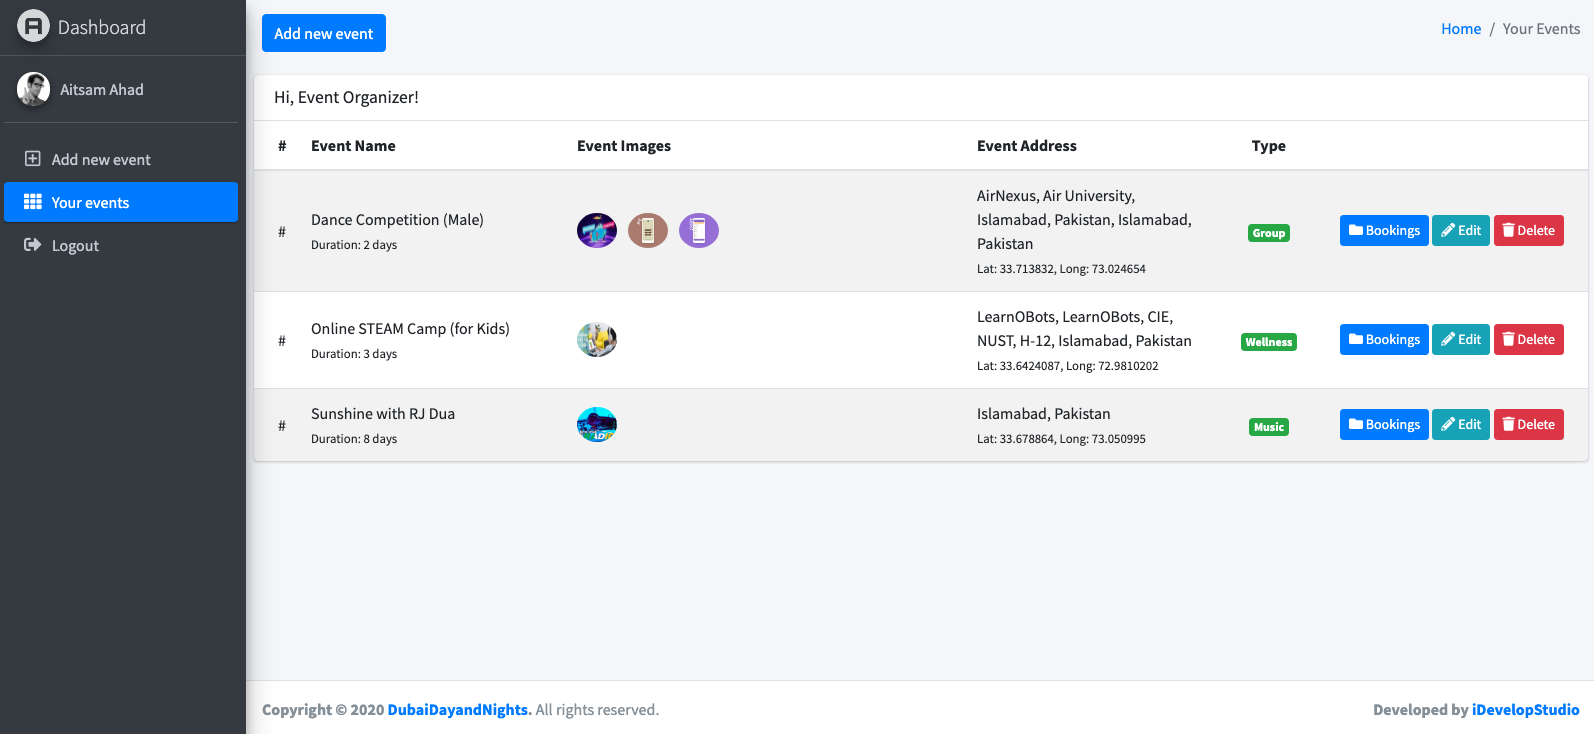 Dashboard
Aitsam Ahad
Add new event
Your events
Logout
Add new event
Home / Your Events
Hi, Event Organizer!
# Event Name Event Images Event Address Type
# Dance Competition (Male)
Duration: 2 days
AirNexus, Air University,
Islamabad, Pakistan, Islamabad,
Pakistan
Lat: 33.713832, Long: 73.024654
Group
Bookings Edit Delete
# Online STEAM Camp (for Kids)
Duration: 3 days
LearnOBots, LearnOBots, CIE,
NUST, H-12, Islamabad, Pakistan
Lat: 33.6424087, Long: 72.9810202
Wellness
Bookings Edit Delete
# Sunshine with RJ Dua
Duration: 8 days
Islamabad, Pakistan
Lat: 33.678864, Long: 73.050995
Music
Bookings Edit Delete
Copyright © 2020 DubaiDayandNights. All rights reserved.
Developed by iDevelopStudio